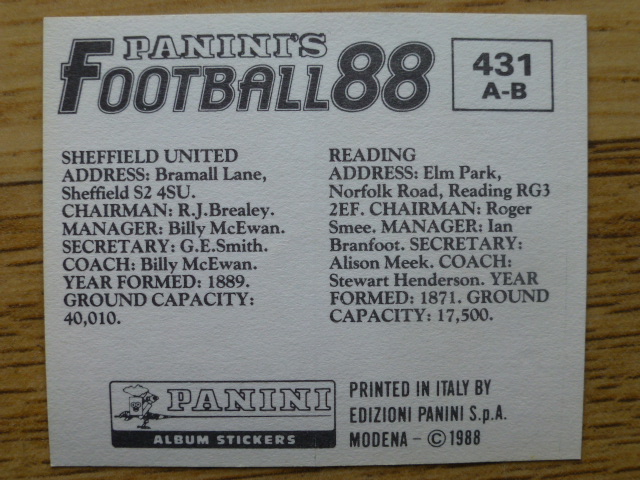 PANINI'S
FOOTBALL 88
431
A-B
SHEFFIELD UNITED
ADDRESS: Bramall Lane,
Sheffield S2 4SU.
CHAIRMAN: R.J.Brealey.
MANAGER: Billy McEwan.
SECRETARY: G.E.Smith.
COACH: Billy McEwan.
YEAR FORMED: 1889.
GROUND CAPACITY:
40,010.
READING
ADDRESS: Elm Park,
Norfolk Road, Reading RG3
2EF. CHAIRMAN: Roger
Smee. MANAGER: Ian
Branfoot. SECRETARY:
Alison Meek. COACH:
Stewart Henderson. YEAR
FORMED: 1871. GROUND
CAPACITY: 17,500.
PANINI
ALBUM STICKERS
PRINTED IN ITALY BY
EDIZIONI PANINI S.p.A.
MODENA - © 1988